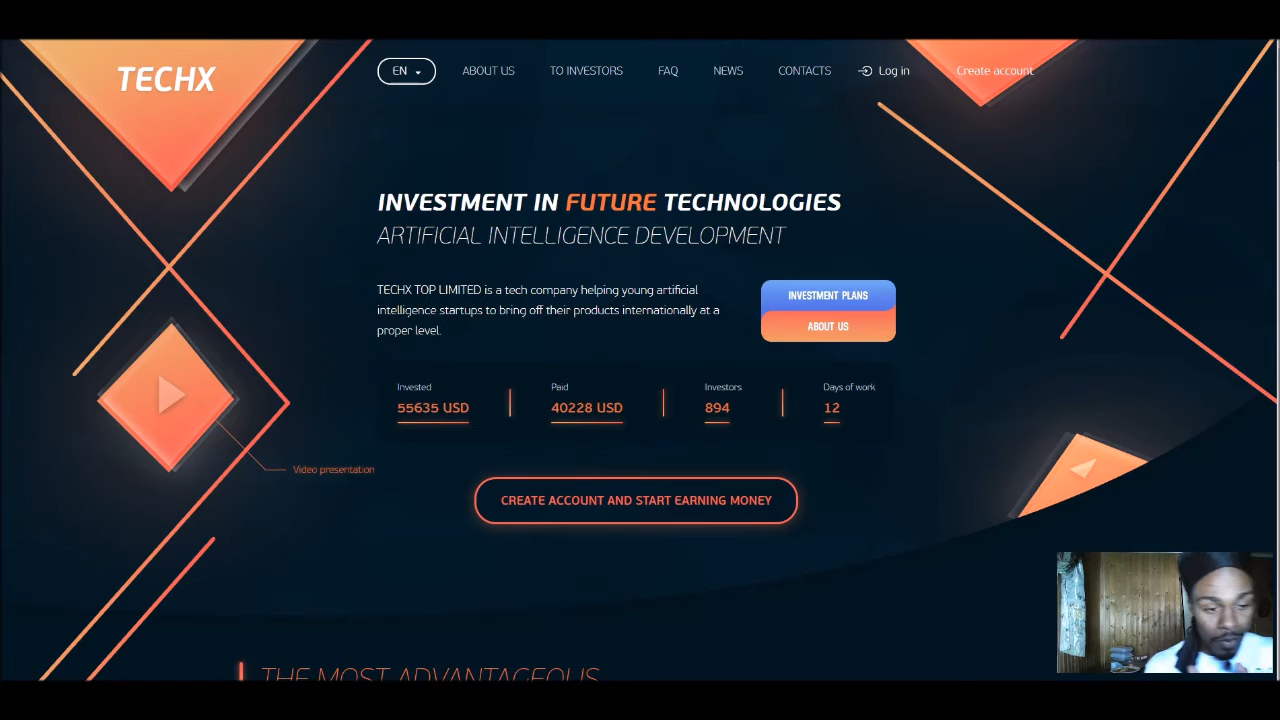 TECHX
EN
ABOUT US
TO INVESTORS
FAQ
NEWS
CONTACTS
Log in
Create account
INVESTMENT IN FUTURE TECHNOLOGIES
ARTIFICIAL INTELLIGENCE DEVELOPMENT
TECHX TOP LIMITED is a tech company helping young artificial
intelligence startups to bring off their products internationally at a
proper level.
INVESTMENT PLANS
ABOUT US
Invested
55635 USD
Paid
40228 USD
Investors
894
Days of work
12
Video presentation
CREATE ACCOUNT AND START EARNING MONEY
THE MOST ADVANTAGEOUS